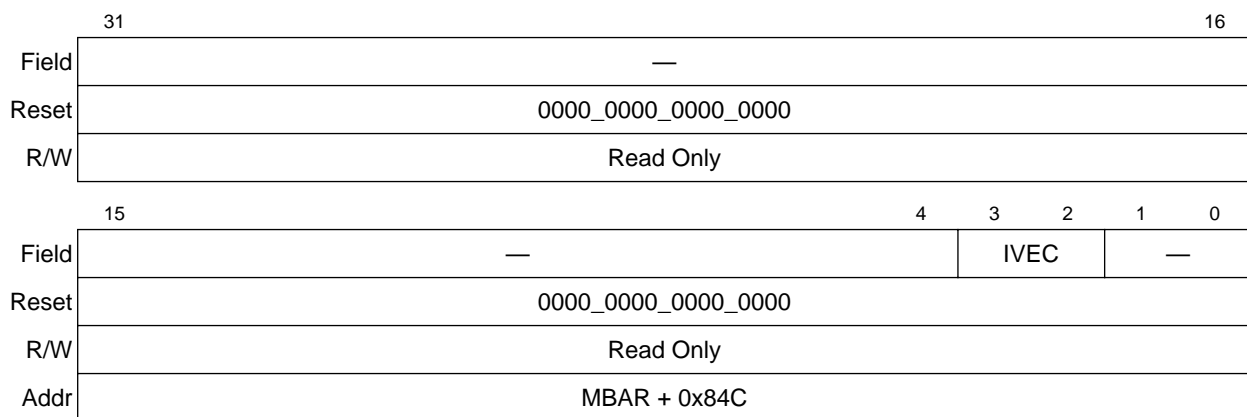 31 16
Field —
Reset 0000_0000_0000_0000
R/W Read Only
15 4 3 2 1 0
Field — IVEC —
Reset 0000_0000_0000_0000
R/W Read Only
Addr MBAR + 0x84C